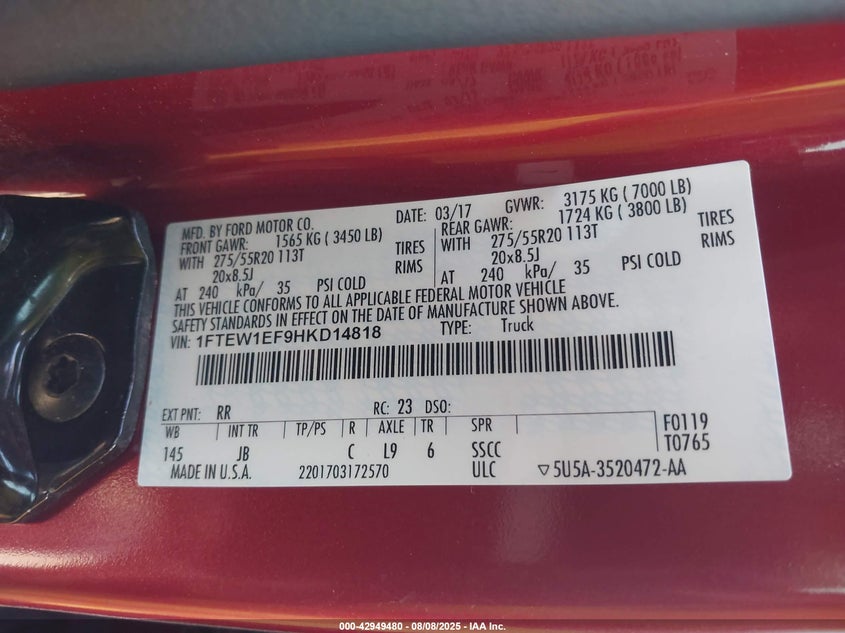 MFD. BY FORD MOTOR CO. DATE: 03/17 GVWR: 3175 KG ( 7000 LB)
FRONT GAWR: 1565 KG ( 3450 LB) REAR GAWR: 1724 KG ( 3800 LB)
WITH 275/55R20 113T TIRES WITH 275/55R20 113T TIRES
20x8.5J RIMS 20x8.5J RIMS
AT 240 kPa/ 35 PSI COLD AT 240 kPa/ 35 PSI COLD
THIS VEHICLE CONFORMS TO ALL APPLICABLE FEDERAL MOTOR VEHICLE
SAFETY STANDARDS IN EFFECT ON THE DATE OF MANUFACTURE SHOWN ABOVE.
VIN: 1FTEW1EF9HKD14818 TYPE: Truck
EXT PNT: RR RC: 23 DSO:
WB INT TR TP/PS R AXLE TR SPR F0119
145 JB C L9 6 SSCC T0765
MADE IN U.S.A. 2201703172570 ULC ▽5U5A-3520472-AA
000-42949480 - 08/08/2025 - IAA Inc.